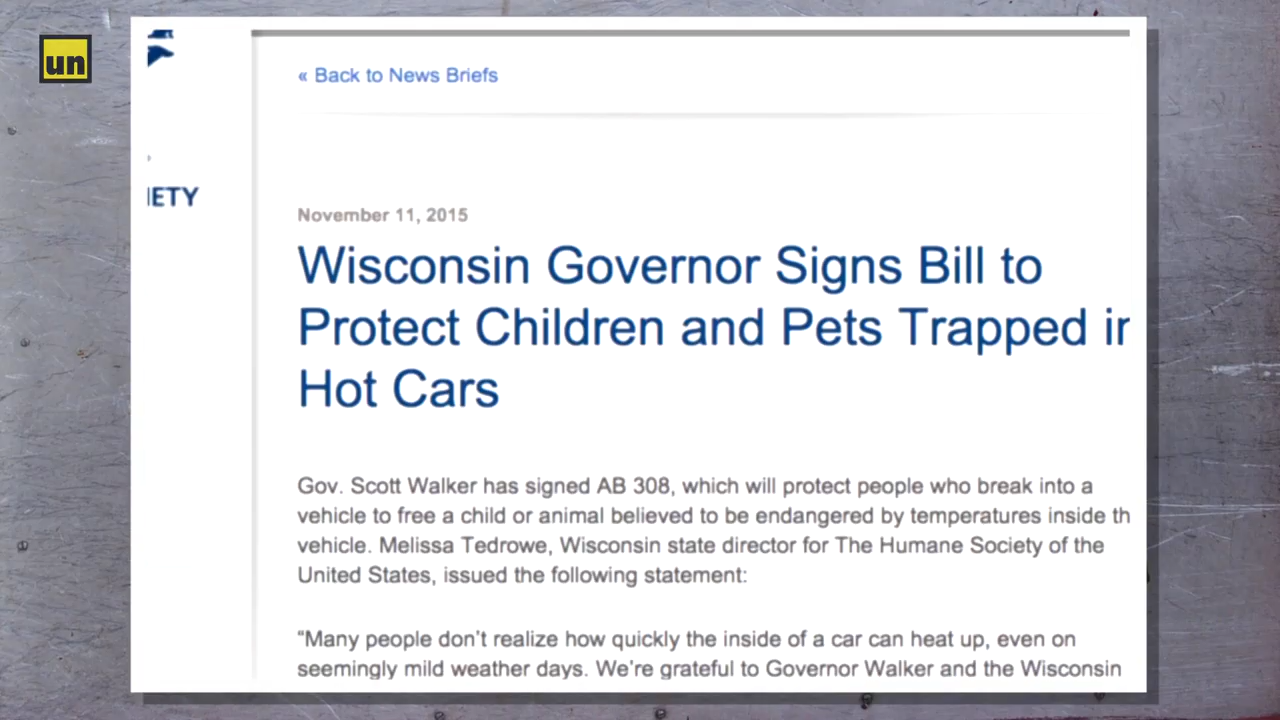 un
« Back to News Briefs
IETY
November 11, 2015
Wisconsin Governor Signs Bill to
Protect Children and Pets Trapped in
Hot Cars
Gov. Scott Walker has signed AB 308, which will protect people who break into a
vehicle to free a child or animal believed to be endangered by temperatures inside th
vehicle. Melissa Tedrowe, Wisconsin state director for The Humane Society of the
United States, issued the following statement:
“Many people don’t realize how quickly the inside of a car can heat up, even on
seemingly mild weather days. We’re grateful to Governor Walker and the Wisconsin